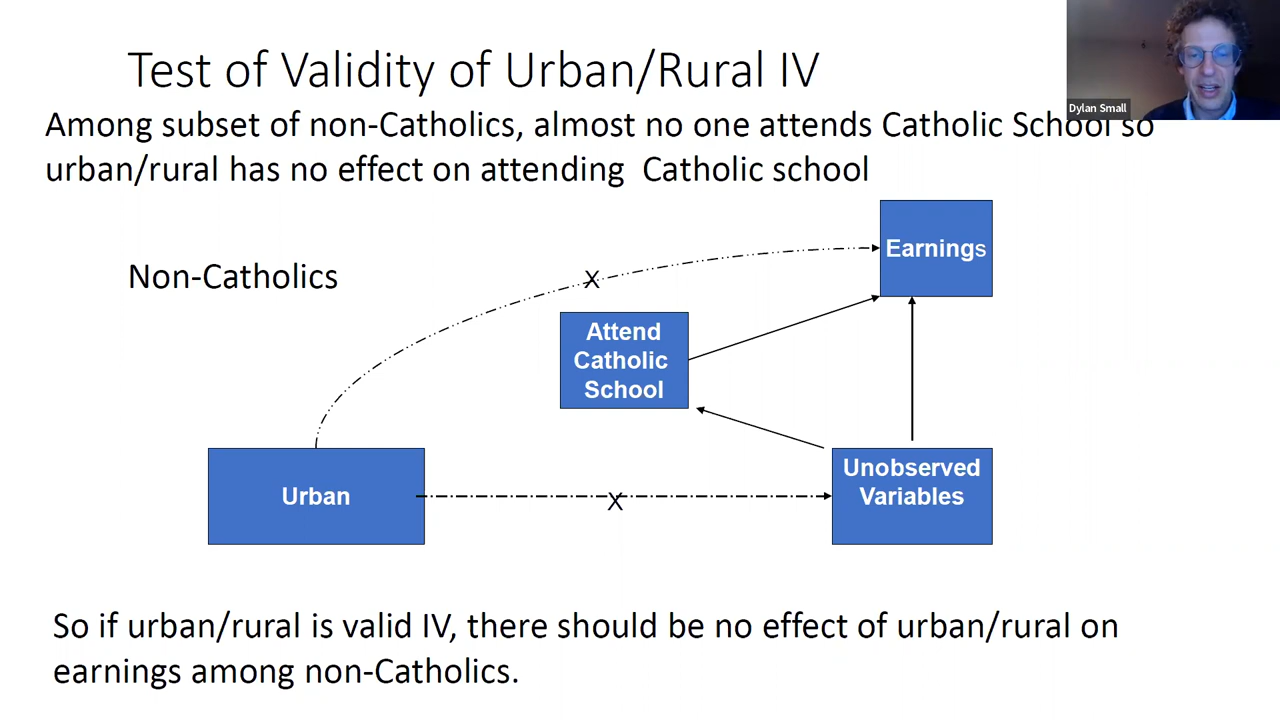 Test of Validity of Urban/Rural IV
Dylan Small
Among subset of non-Catholics, almost no one attends Catholic School so
urban/rural has no effect on attending Catholic school
Earnings
Non-Catholics
X
Attend
Catholic
School
Unobserved
Variables
Urban
X
So if urban/rural is valid IV, there should be no effect of urban/rural on
earnings among non-Catholics.